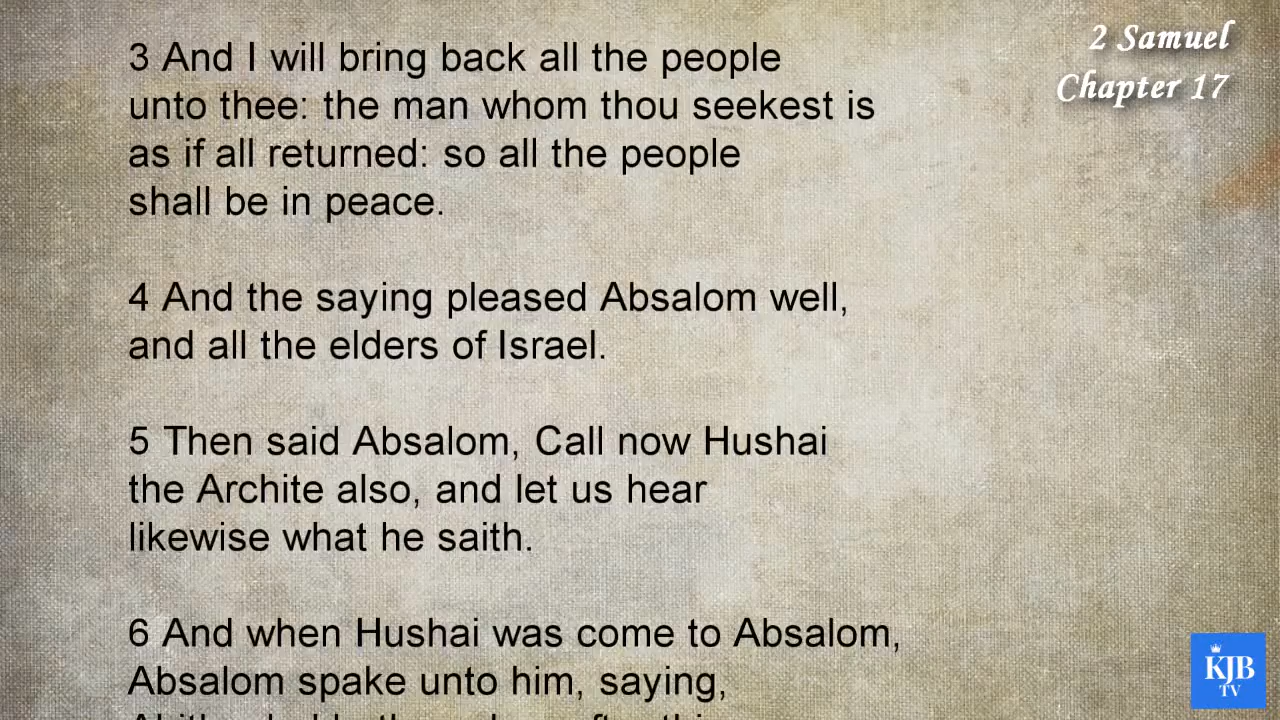 2 Samuel
Chapter 17
3 And I will bring back all the people
unto thee: the man whom thou seekest is
as if all returned: so all the people
shall be in peace.
4 And the saying pleased Absalom well,
and all the elders of Israel.
5 Then said Absalom, Call now Hushai
the Archite also, and let us hear
likewise what he saith.
6 And when Hushai was come to Absalom,
Absalom spake unto him, saying,
KJB
TV